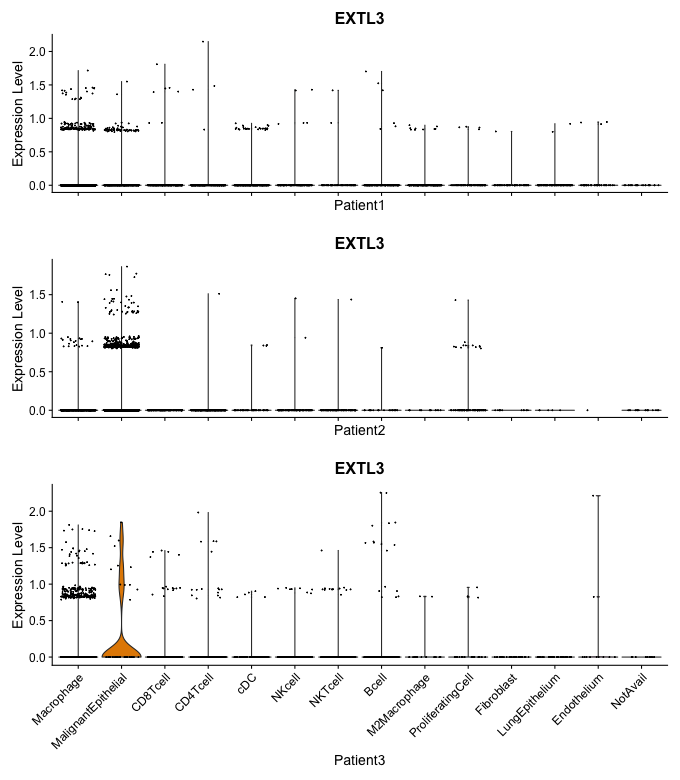 EXTL3
Expression Level
2.0
1.5
1.0
0.5
0.0
Patient1
EXTL3
Expression Level
1.5
1.0
0.5
0.0
Patient2
EXTL3
Expression Level
2.0
1.5
1.0
0.5
0.0
Macrophage
MalignantEpithelial
CD8Tcell
CD4Tcell
cDC
NKcell
NKTcell
Bcell
M2Macrophage
ProliferatingCell
Fibroblast
LungEpithelium
Endothelium
NotAvail
Patient3